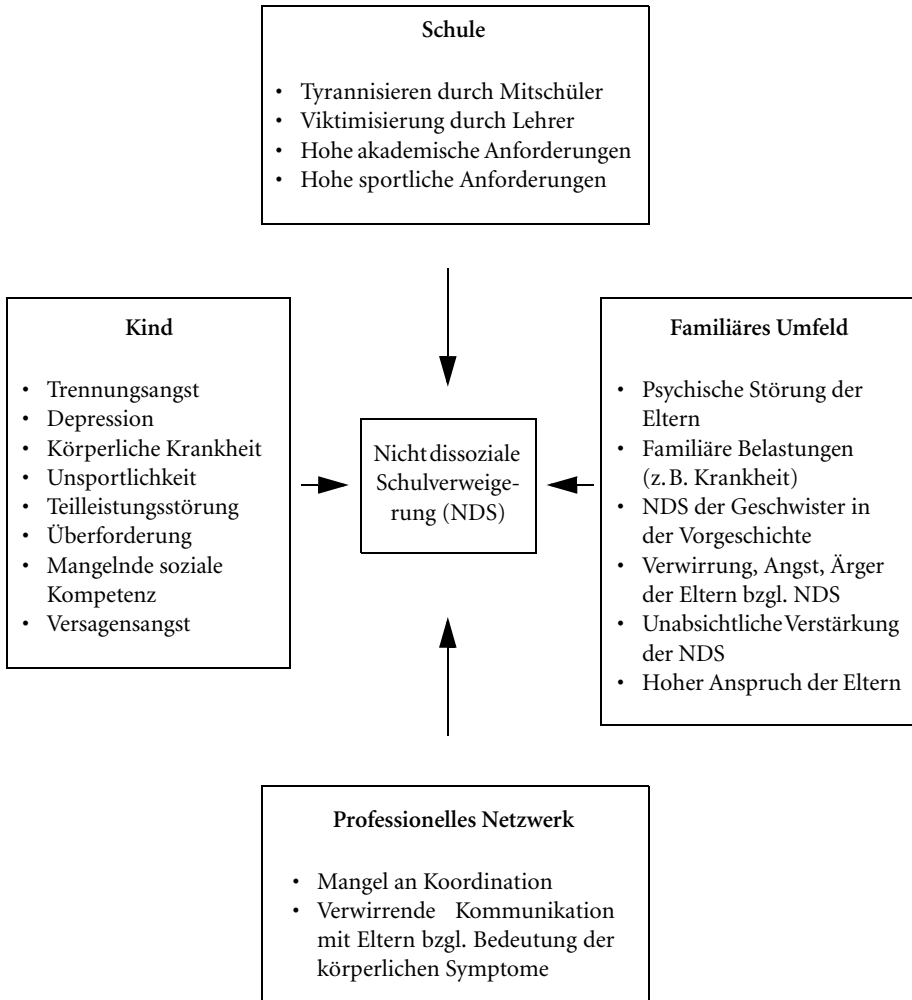 Schule
• Tyrannisieren durch Mitschüler
• Viktimisierung durch Lehrer
• Hohe akademische Anforderungen
• Hohe sportliche Anforderungen
Kind
• Trennungsangst
• Depression
• Körperliche Krankheit
• Unsportlichkeit
• Teilleistungsstörung
• Überforderung
• Mangelnde soziale
Kompetenz
• Versagensangst
Nicht dissoziale
Schulverweige-
rung (NDS)
Familiäres Umfeld
• Psychische Störung der
Eltern
• Familiäre Belastungen
(z. B. Krankheit)
• NDS der Geschwister in
der Vorgeschichte
• Verwirrung, Angst, Ärger
der Eltern bzgl. NDS
• Unabsichtliche Verstärkung
der NDS
• Hoher Anspruch der Eltern
Professionelles Netzwerk
• Mangel an Koordination
• Verwirrende Kommunikation
mit Eltern bzgl. Bedeutung der
körperlichen Symptome